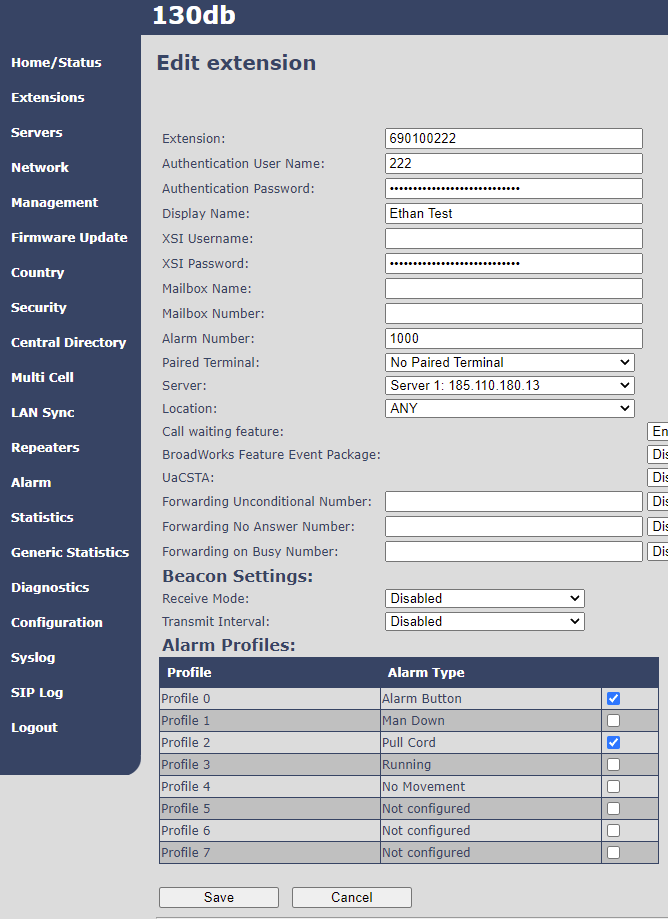 130db
Home/Status
Extensions
Servers
Network
Management
Firmware Update
Country
Security
Central Directory
Multi Cell
LAN Sync
Repeaters
Alarm
Statistics
Generic Statistics
Diagnostics
Configuration
Syslog
SIP Log
Logout
Edit extension
Extension: 690100222
Authentication User Name: 222
Authentication Password: ••••••••••••••••••••••••••••
Display Name: Ethan Test
XSI Username:
XSI Password: ••••••••••••••••••••••••••••
Mailbox Name:
Mailbox Number:
Alarm Number: 1000
Paired Terminal: No Paired Terminal
Server: Server 1: 185.110.180.13
Location: ANY
Call waiting feature: En
BroadWorks Feature Event Package: Dis
UaCSTA: Dis
Forwarding Unconditional Number: Dis
Forwarding No Answer Number: Dis
Forwarding on Busy Number: Dis
Beacon Settings:
Receive Mode: Disabled
Transmit Interval: Disabled
Alarm Profiles:
Profile Alarm Type
Profile 0 Alarm Button
Profile 1 Man Down
Profile 2 Pull Cord
Profile 3 Running
Profile 4 No Movement
Profile 5 Not configured
Profile 6 Not configured
Profile 7 Not configured
Save Cancel